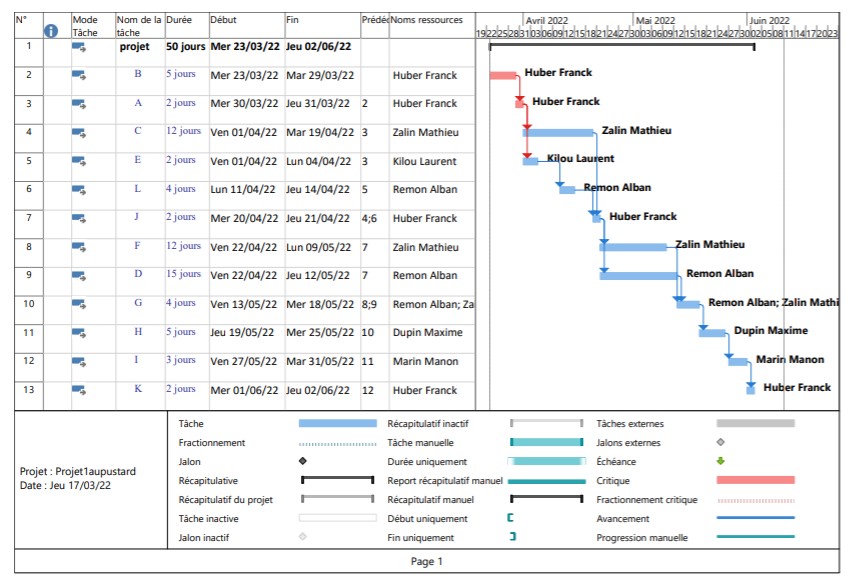 N° Mode Tâche Nom de la tâche Durée Début Fin Prédéc Noms ressources
Avril 2022 Mai 2022 Juin 2022
19 22 25 28 31 03 06 09 12 15 18 21 24 27 30 03 06 09 12 15 18 21 24 27 30 02 05 08 11 14 17 20 23
1 projet 50 jours Mer 23/03/22 Jeu 02/06/22
2 B 5 jours Mer 23/03/22 Mar 29/03/22 Huber Franck Huber Franck
3 A 2 jours Mer 30/03/22 Jeu 31/03/22 2 Huber Franck Huber Franck
4 C 12 jours Ven 01/04/22 Mar 19/04/22 3 Zalin Mathieu Zalin Mathieu
5 E 2 jours Ven 01/04/22 Lun 04/04/22 3 Kilou Laurent Kilou Laurent
6 L 4 jours Lun 11/04/22 Jeu 14/04/22 5 Remon Alban Remon Alban
7 J 2 jours Mer 20/04/22 Jeu 21/04/22 4;6 Huber Franck Huber Franck
8 F 12 jours Ven 22/04/22 Lun 09/05/22 7 Zalin Mathieu Zalin Mathieu
9 D 15 jours Ven 22/04/22 Jeu 12/05/22 7 Remon Alban Remon Alban
10 G 4 jours Ven 13/05/22 Mer 18/05/22 8;9 Remon Alban; Za Remon Alban; Zalin Mathi
11 H 5 jours Jeu 19/05/22 Mer 25/05/22 10 Dupin Maxime Dupin Maxime
12 I 3 jours Ven 27/05/22 Mar 31/05/22 11 Marin Manon Marin Manon
13 K 2 jours Mer 01/06/22 Jeu 02/06/22 12 Huber Franck Huber Franck
Projet : Projet1aupustard
Date : Jeu 17/03/22
Tâche Récapitulatif inactif Tâches externes
Fractionnement Tâche manuelle Jalons externes
Jalon Durée uniquement Échéance
Récapitulative Report récapitulatif manuel Critique
Récapitulatif du projet Récapitulatif manuel Fractionnement critique
Tâche inactive Début uniquement Avancement
Jalon inactif Fin uniquement Progression manuelle
Page 1